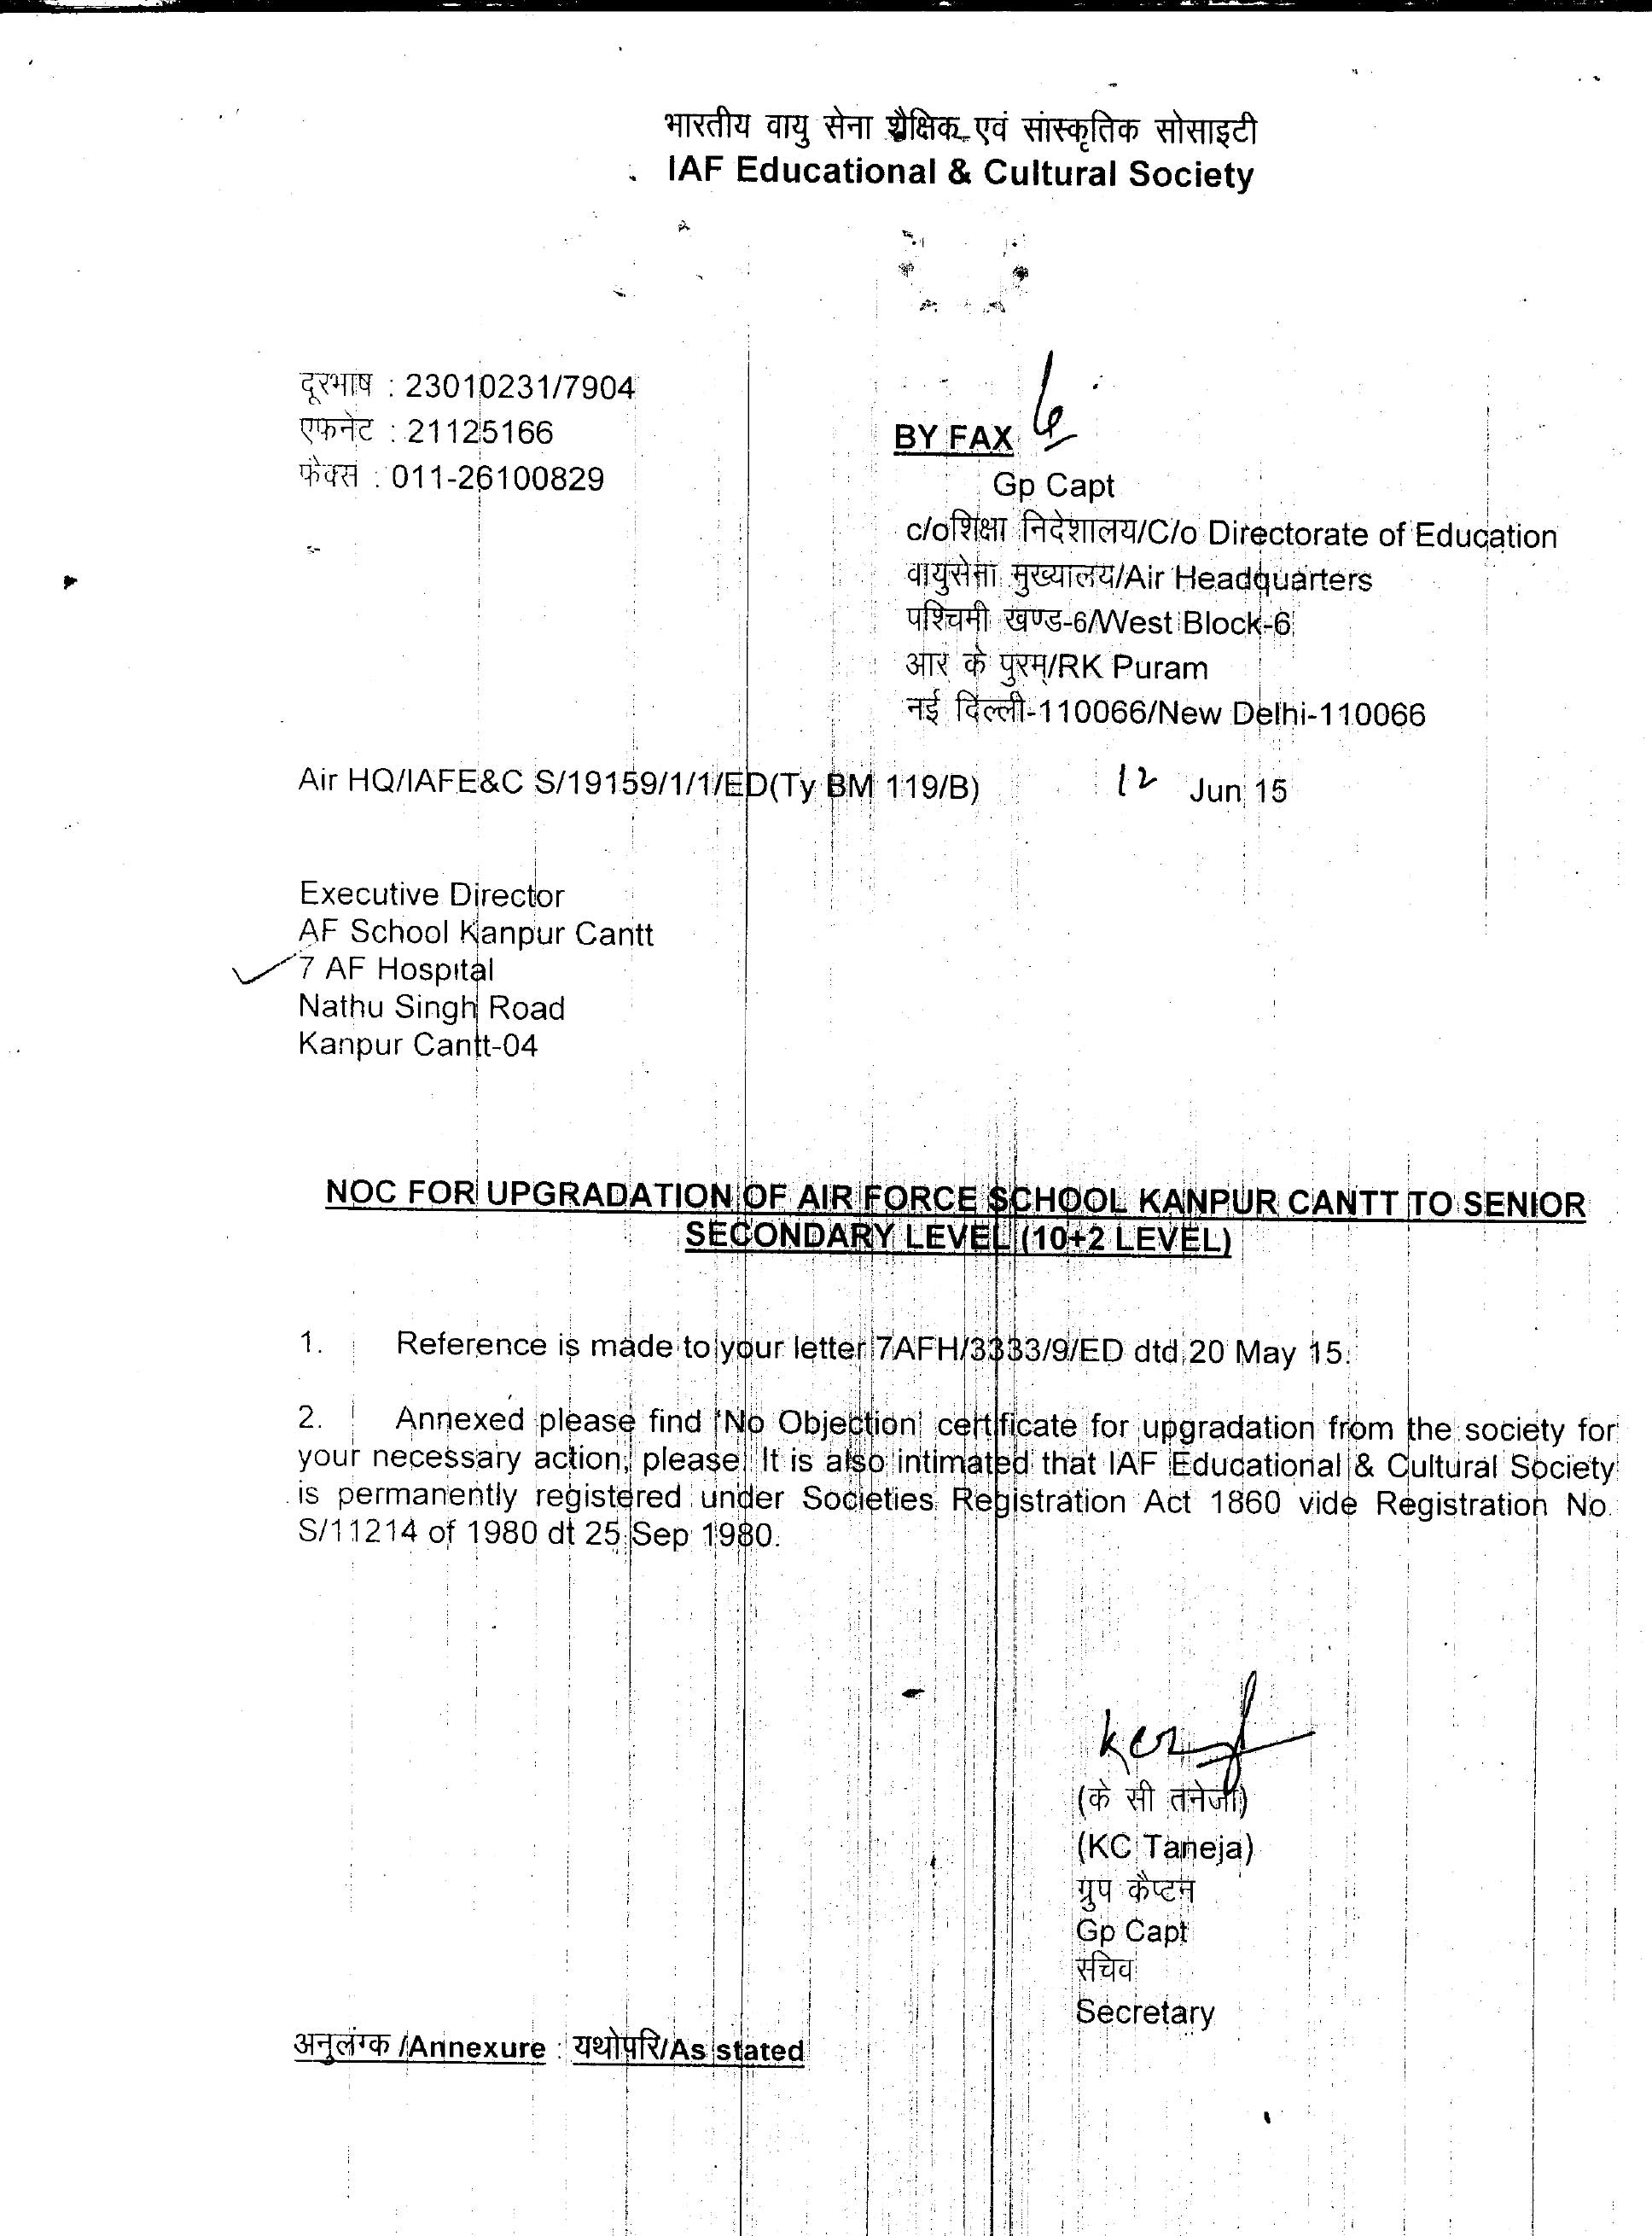 भारतीय वायु सेना शैक्षिक एवं सांस्कृतिक सोसाइटी
IAF Educational & Cultural Society
दूरभाष : 23010231/7904
एफनेट : 21125166
फैक्स : 011-26100829
BY FAX
Gp Capt
c/oशिक्षा निदेशालय/C/o Directorate of Education
वायुसेना मुख्यालय/Air Headquarters
पश्चिमी खण्ड-6/West Block-6
आर के पुरम/RK Puram
नई दिल्ली-110066/New Delhi-110066
Air HQ/IAFE&C S/19159/1/1/ED(Ty BM 119/B) 12 Jun 15
Executive Director
AF School Kanpur Cantt
7 AF Hospital
Nathu Singh Road
Kanpur Cantt-04
NOC FOR UPGRADATION OF AIR FORCE SCHOOL KANPUR CANTT TO SENIOR
SECONDARY LEVEL (10+2 LEVEL)
1. Reference is made to your letter 7AFH/3333/9/ED dtd 20 May 15.
2. Annexed please find 'No Objection' certificate for upgradation from the society for
your necessary action, please. It is also intimated that IAF Educational & Cultural Society
is permanently registered under Societies Registration Act 1860 vide Registration No.
S/11214 of 1980 dt 25 Sep 1980.
(के सी तनेजा)
(KC Taneja)
ग्रुप कैप्टन
Gp Capt
सचिव
Secretary
अनुलंग्क /Annexure : यथोपरि/As stated